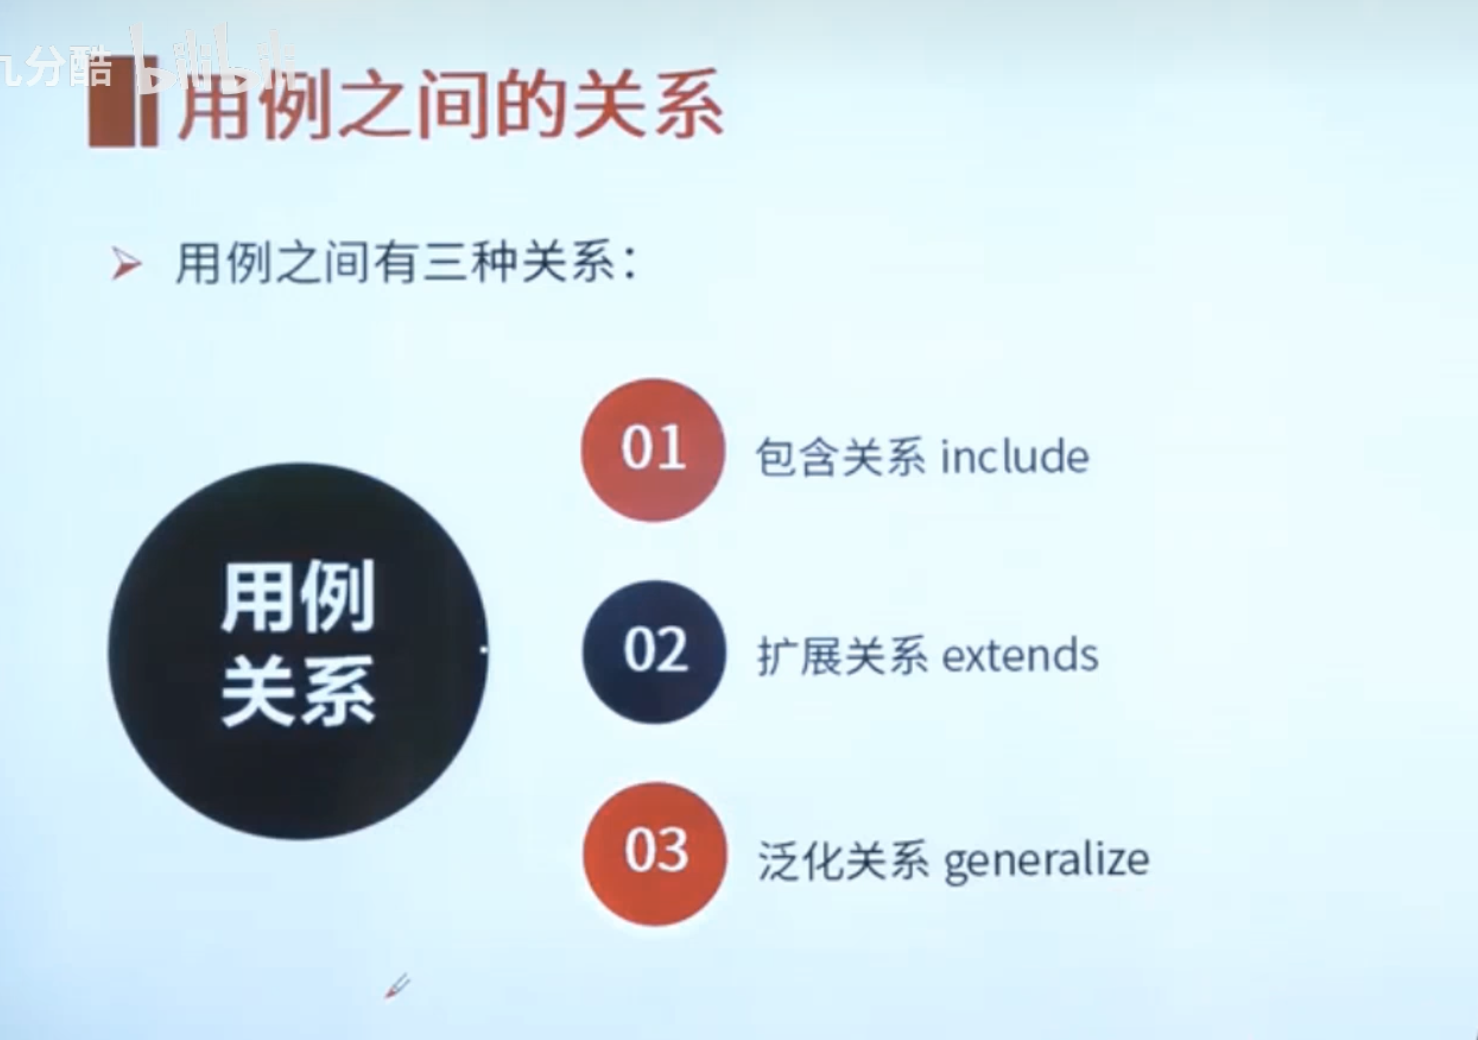 九分酷 bilibili
用例之间的关系
用例之间有三种关系：
用例
关系
01 包含关系 include
02 扩展关系 extends
03 泛化关系 generalize